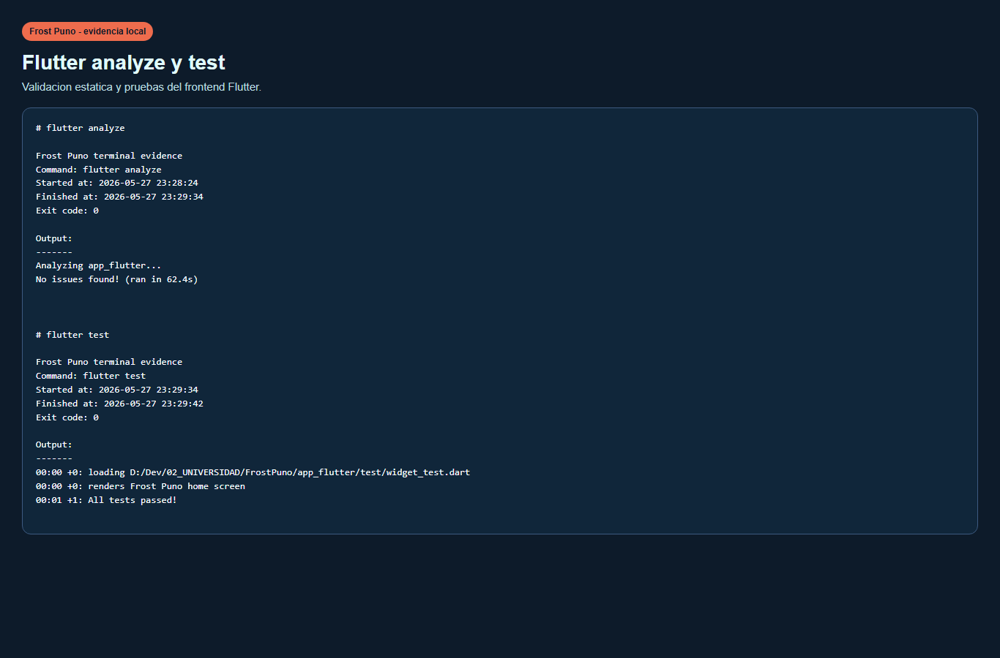 Frost Puno - evidencia local
Flutter analyze y test
Validacion estatica y pruebas del frontend Flutter.
# flutter analyze
Frost Puno terminal evidence
Command: flutter analyze
Started at: 2026-05-27 23:28:24
Finished at: 2026-05-27 23:29:34
Exit code: 0
Output:
-------
Analyzing app_flutter...
No issues found! (ran in 62.4s)
# flutter test
Frost Puno terminal evidence
Command: flutter test
Started at: 2026-05-27 23:29:34
Finished at: 2026-05-27 23:29:42
Exit code: 0
Output:
-------
00:00 +0: loading D:/Dev/02_UNIVERSIDAD/FrostPuno/app_flutter/test/widget_test.dart
00:00 +0: renders Frost Puno home screen
00:01 +1: All tests passed!